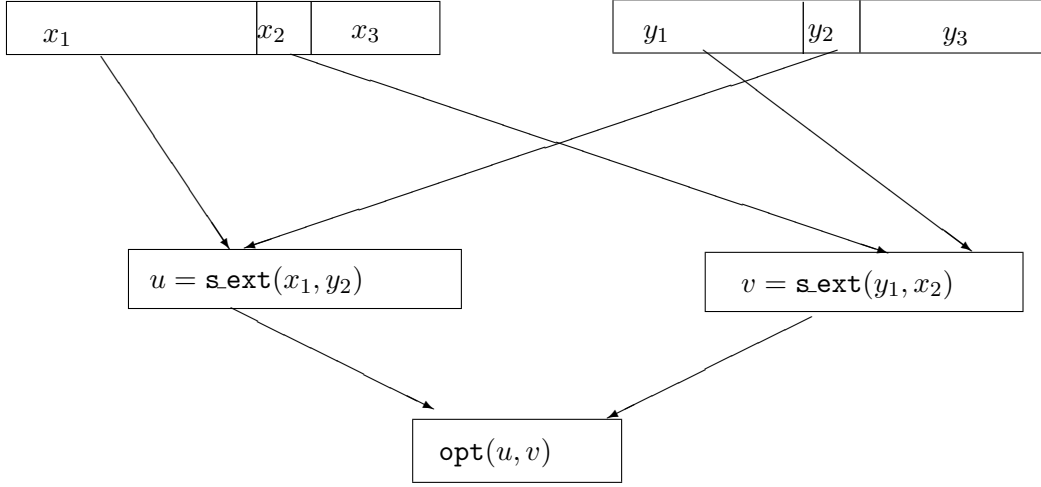 x₁ x₂ x₃ y₁ y₂ y₃
u = s_ext(x₁, y₂) v = s_ext(y₁, x₂)
opt(u, v)